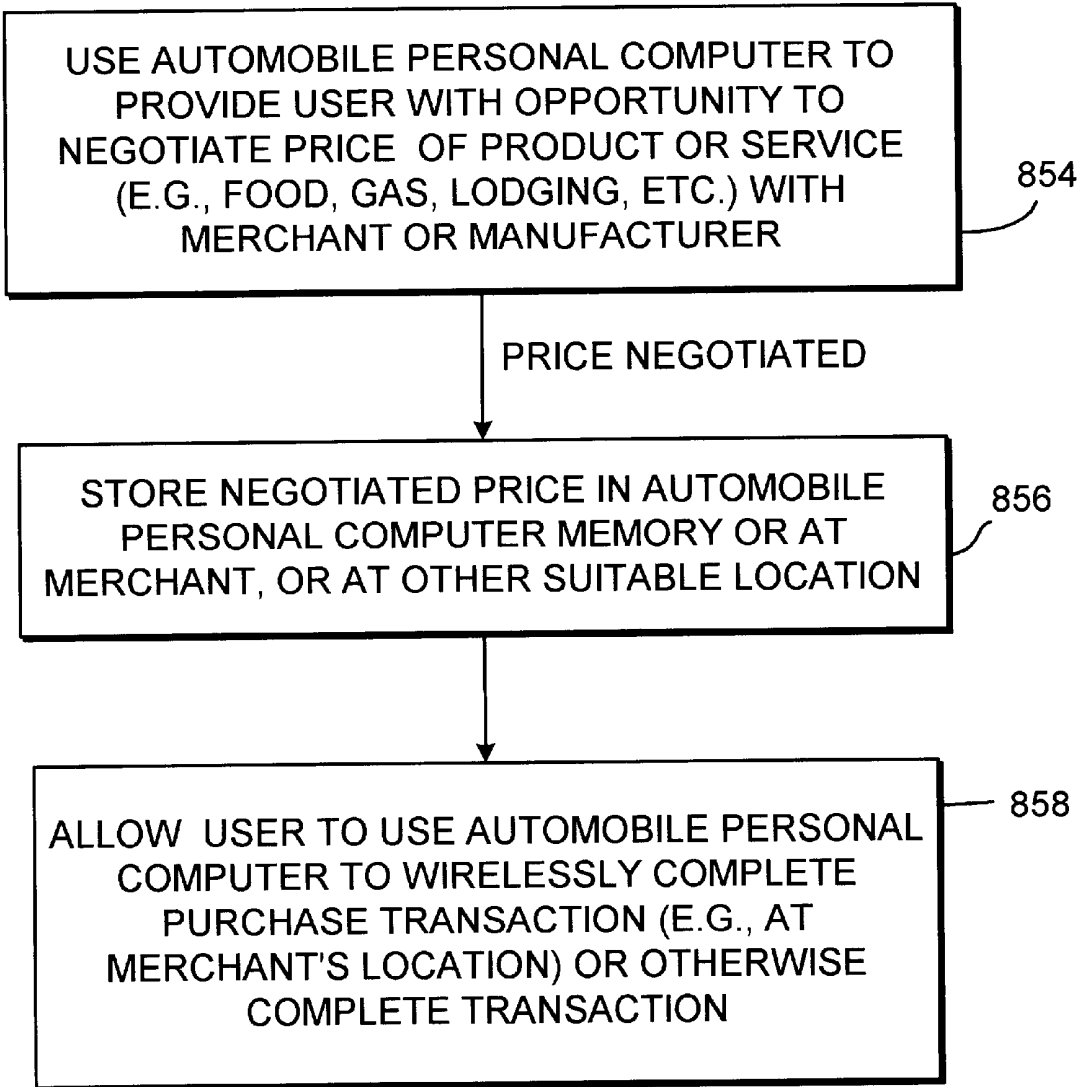 USE AUTOMOBILE PERSONAL COMPUTER TO
PROVIDE USER WITH OPPORTUNITY TO
NEGOTIATE PRICE OF PRODUCT OR SERVICE
(E.G., FOOD, GAS, LODGING, ETC.) WITH
MERCHANT OR MANUFACTURER
854
PRICE NEGOTIATED
STORE NEGOTIATED PRICE IN AUTOMOBILE
PERSONAL COMPUTER MEMORY OR AT
MERCHANT, OR AT OTHER SUITABLE LOCATION
856
ALLOW USER TO USE AUTOMOBILE PERSONAL
COMPUTER TO WIRELESSLY COMPLETE
PURCHASE TRANSACTION (E.G., AT
MERCHANT'S LOCATION) OR OTHERWISE
COMPLETE TRANSACTION
858